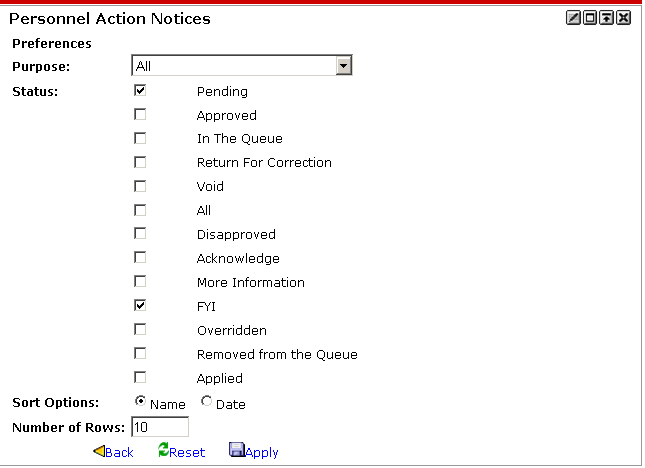 Personnel Action Notices
Preferences
Purpose: All
Status: Pending
Approved
In The Queue
Return For Correction
Void
All
Disapproved
Acknowledge
More Information
FYI
Overridden
Removed from the Queue
Applied
Sort Options: Name Date
Number of Rows: 10
Back Reset Apply